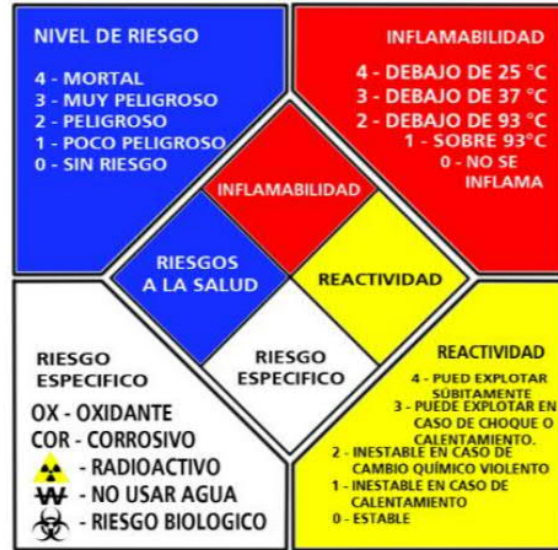 NIVEL DE RIESGO
4 - MORTAL
3 - MUY PELIGROSO
2 - PELIGROSO
1 - POCO PELIGROSO
0 - SIN RIESGO
INFLAMABILIDAD
4 - DEBAJO DE 25 °C
3 - DEBAJO DE 37 °C
2 - DEBAJO DE 93 °C
1 - SOBRE 93°C
0 - NO SE
INFLAMA
INFLAMABILIDAD
RIESGOS
A LA SALUD
REACTIVIDAD
RIESGO
ESPECIFICO
RIESGO
ESPECIFICO
OX - OXIDANTE
COR - CORROSIVO
- RADIOACTIVO
W - NO USAR AGUA
- RIESGO BIOLOGICO
REACTIVIDAD
4 - PUED EXPLOTAR
SÚBITAMENTE
3 - PUEDE EXPLOTAR EN
CASO DE CHOQUE O
CALENTAMIENTO.
2 - INESTABLE EN CASO DE
CAMBIO QUÍMICO VIOLENTO
1 - INESTABLE EN CASO DE
CALENTAMIENTO
0 - ESTABLE